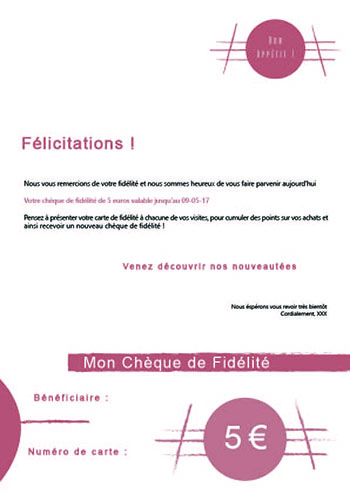 Bon
Appétit !
Félicitations !
Nous vous remercions de votre fidélité et nous sommes heureux de vous faire parvenir aujourd'hui
Votre chèque de fidélité de 5 euros valable jusqu'au 09-05-17
Pensez à présenter votre carte de fidélité à chacune de vos visites, pour cumuler des points sur vos achats et
ainsi recevoir un nouveau chèque de fidélité !
Venez découvrir nos nouveautées
Nous éspérons vous revoir très bientôt
Cordialement, XXX
Mon Chèque de Fidélité
Bénéficiaire :
5 €
Numéro de carte :